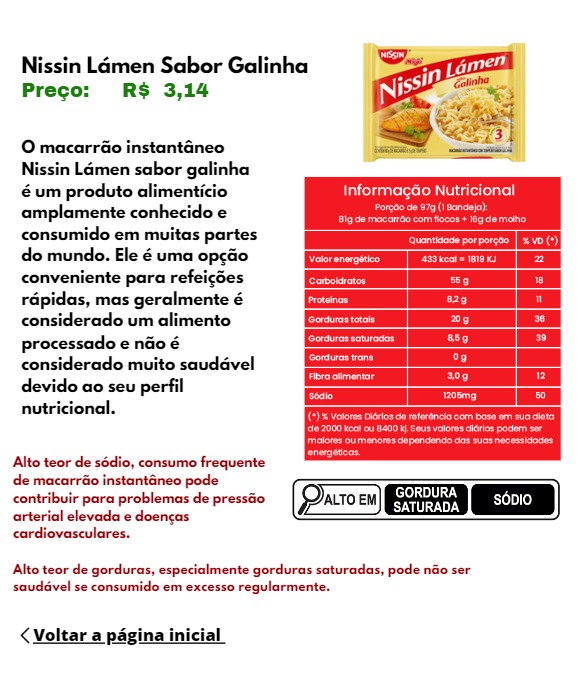 Nissin Lámen Sabor Galinha
Preço: R$ 3,14
NISSIN
Nissin Lámen
Galinha
3
O macarrão instantâneo
Nissin Lámen sabor galinha
é um produto alimentício
amplamente conhecido e
consumido em muitas partes
do mundo. Ele é uma opção
conveniente para refeições
rápidas, mas geralmente é
considerado um alimento
processado e não é
considerado muito saudável
devido ao seu perfil
nutricional.
Informação Nutricional
Porção de 97g (1 Bandeja):
81g de macarrão com flocos + 16g de molho
Quantidade por porção % VD (*)
Valor energético 433 kcal = 1819 KJ 22
Carboidratos 55 g 18
Proteínas 8,2 g 11
Gorduras totais 20 g 36
Gorduras saturadas 8,5 g 39
Gorduras trans 0 g
Fibra alimentar 3,0 g 12
Sódio 1205mg 50
(*) % Valores Diários de referência com base em sua dieta
de 2000 kcal ou 8400 kj. Seus valores diários podem ser
maiores ou menores dependendo das suas necessidades
energéticas.
Alto teor de sódio, consumo frequente
de macarrão instantâneo pode
contribuir para problemas de pressão
arterial elevada e doenças
cardiovasculares.
ALTO EM
GORDURA
SATURADA
SÓDIO
Alto teor de gorduras, especialmente gorduras saturadas, pode não ser
saudável se consumido em excesso regularmente.
Voltar a página inicial